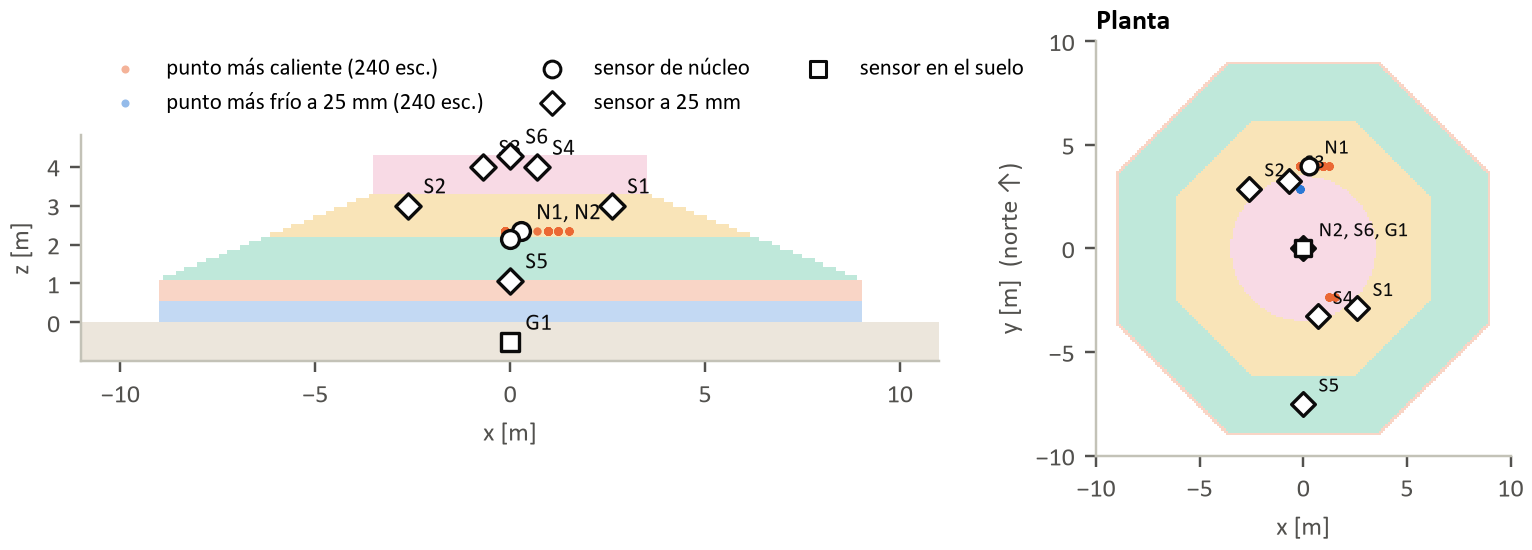 Planta
punto más caliente (240 esc.)
sensor de núcleo
sensor en el suelo
punto más frío a 25 mm (240 esc.)
sensor a 25 mm
S6
S4
S2
S1
N1, N2
S5
G1
4
3
2
1
0
z [m]
−10
−5
0
5
10
x [m]
10
5
0
−5
−10
y [m] (norte ↑)
N1
S2
N2, S6, G1
S4
S1
S5
−10
−5
0
5
10
x [m]